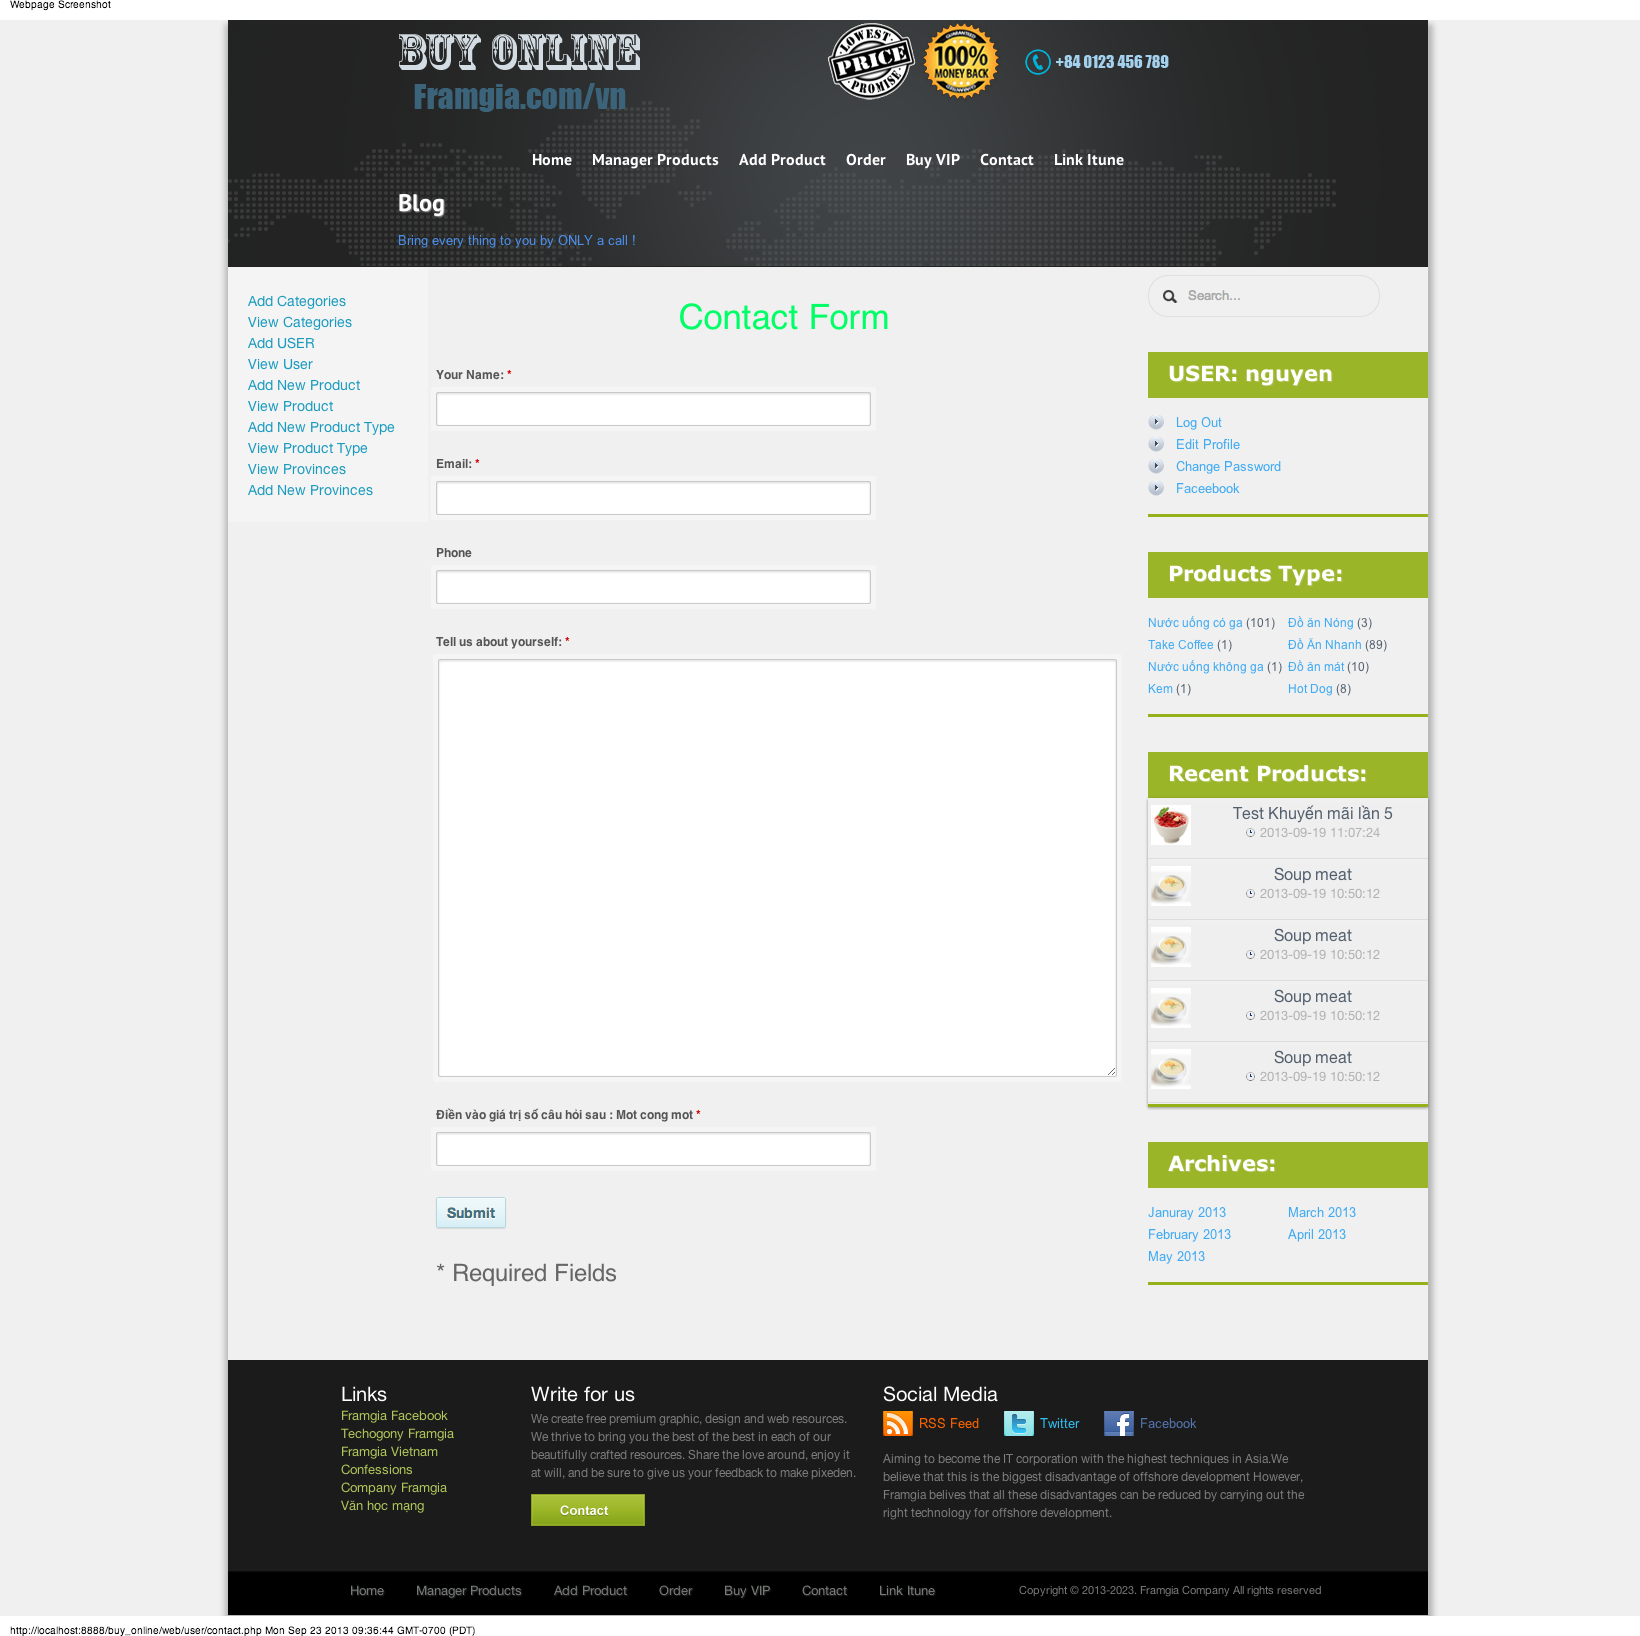 Webpage Screenshot
BUY ONLINE
Framgia.com/vn
LOWEST
PRICE
PROMISE
GUARANTEED
100%
MONEY BACK
+84 0123 456 789
Home Manager Products Add Product Order Buy VIP Contact Link Itune
Blog
Bring every thing to you by ONLY a call !
Add Categories
View Categories
Add USER
View User
Add New Product
View Product
Add New Product Type
View Product Type
View Provinces
Add New Provinces
Contact Form
Your Name: *
Email: *
Phone
Tell us about yourself: *
Điền vào giá trị số câu hỏi sau : Mot cong mot *
Submit
* Required Fields
Search...
USER: nguyen
Log Out
Edit Profile
Change Password
Faceebook
Products Type:
Nước uống có ga (101) Đồ ăn Nóng (3)
Take Coffee (1) Đồ Ăn Nhanh (89)
Nước uống không ga (1) Đồ ăn mát (10)
Kem (1) Hot Dog (8)
Recent Products:
Test Khuyến mãi lần 5
2013-09-19 11:07:24
Soup meat
2013-09-19 10:50:12
Soup meat
2013-09-19 10:50:12
Soup meat
2013-09-19 10:50:12
Soup meat
2013-09-19 10:50:12
Archives:
Januray 2013 March 2013
February 2013 April 2013
May 2013
Links
Framgia Facebook
Techogony Framgia
Framgia Vietnam
Confessions
Company Framgia
Văn học mạng
Write for us
We create free premium graphic, design and web resources.
We thrive to bring you the best of the best in each of our
beautifully crafted resources. Share the love around, enjoy it
at will, and be sure to give us your feedback to make pixeden.
Contact
Social Media
RSS Feed Twitter Facebook
Aiming to become the IT corporation with the highest techniques in Asia.We
believe that this is the biggest disadvantage of offshore development However,
Framgia belives that all these disadvantages can be reduced by carrying out the
right technology for offshore development.
Home Manager Products Add Product Order Buy VIP Contact Link Itune Copyright © 2013-2023. Framgia Company All rights reserved
http://localhost:8888/buy_online/web/user/contact.php Mon Sep 23 2013 09:36:44 GMT-0700 (PDT)